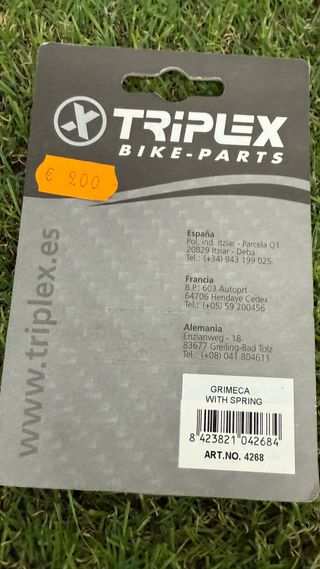 TRiPLEX
BIKE-PARTS
€ 9.00
www.triplex.es
España
Pol. ind. Itziar - Parcela O1
20829 Itziar - Deba
Tel.: (+34) 943 199 025
Francia
B.P.: 603 Autoprt
64706 Hendaye Cedex
Tel.: (+05) 59 200456
Alemania
Enzianweg - 18
83677 Greiling-Bad Tolz
Tel.: (+08) 041 804611
GRIMECA
WITH SPRING
8 423821 042684
ART.NO. 4268